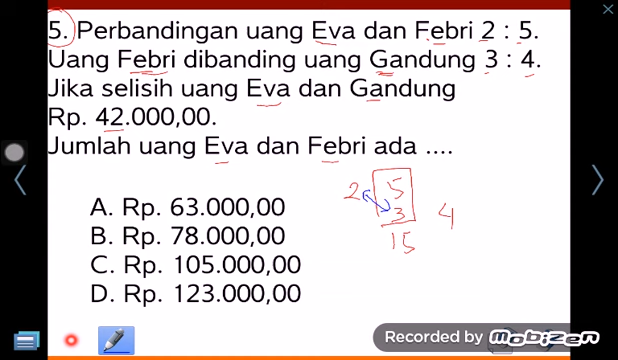 5. Perbandingan uang Eva dan Febri 2 : 5.
Uang Febri dibanding uang Gandung 3 : 4.
Jika selisih uang Eva dan Gandung
Rp. 42.000,00.
Jumlah uang Eva dan Febri ada ....
A. Rp. 63.000,00
B. Rp. 78.000,00
C. Rp. 105.000,00
D. Rp. 123.000,00
2 5
3 4
15
Recorded by
mobizen